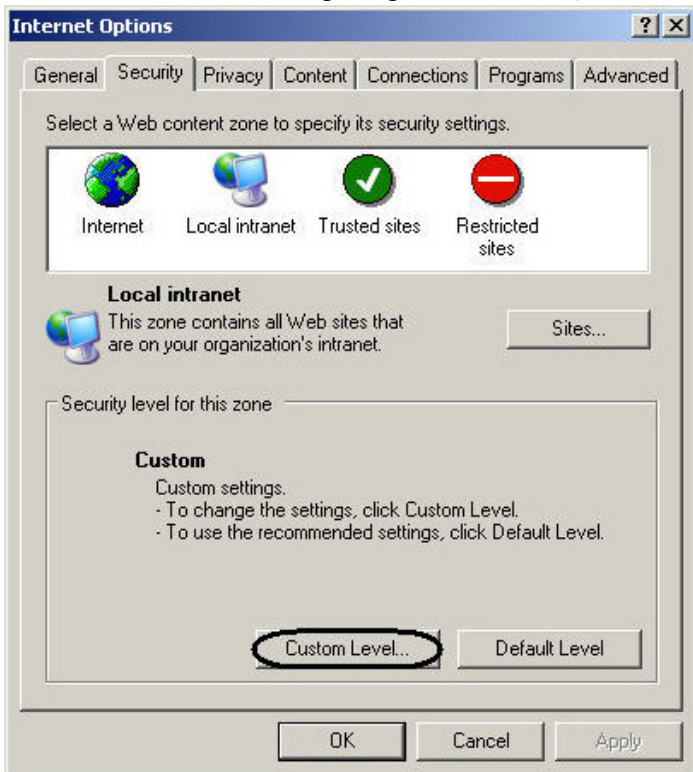 Internet Options
General Security Privacy Content Connections Programs Advanced
Select a Web content zone to specify its security settings.
Internet Local intranet Trusted sites Restricted
sites
Local intranet
This zone contains all Web sites that
are on your organization's intranet.
Sites...
Security level for this zone
Custom
Custom settings.
- To change the settings, click Custom Level.
- To use the recommended settings, click Default Level.
Custom Level... Default Level
OK Cancel Apply